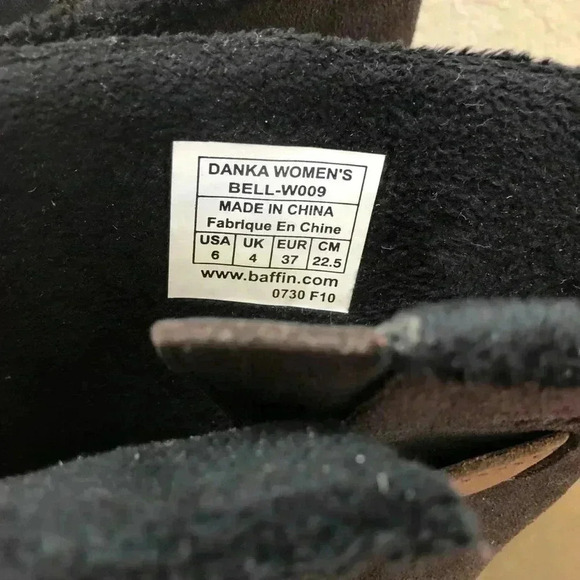 DANKA WOMEN'S
BELL-W009
MADE IN CHINA
Fabrique En Chine
USA UK EUR CM
6 4 37 22.5
www.baffin.com
0730 F10